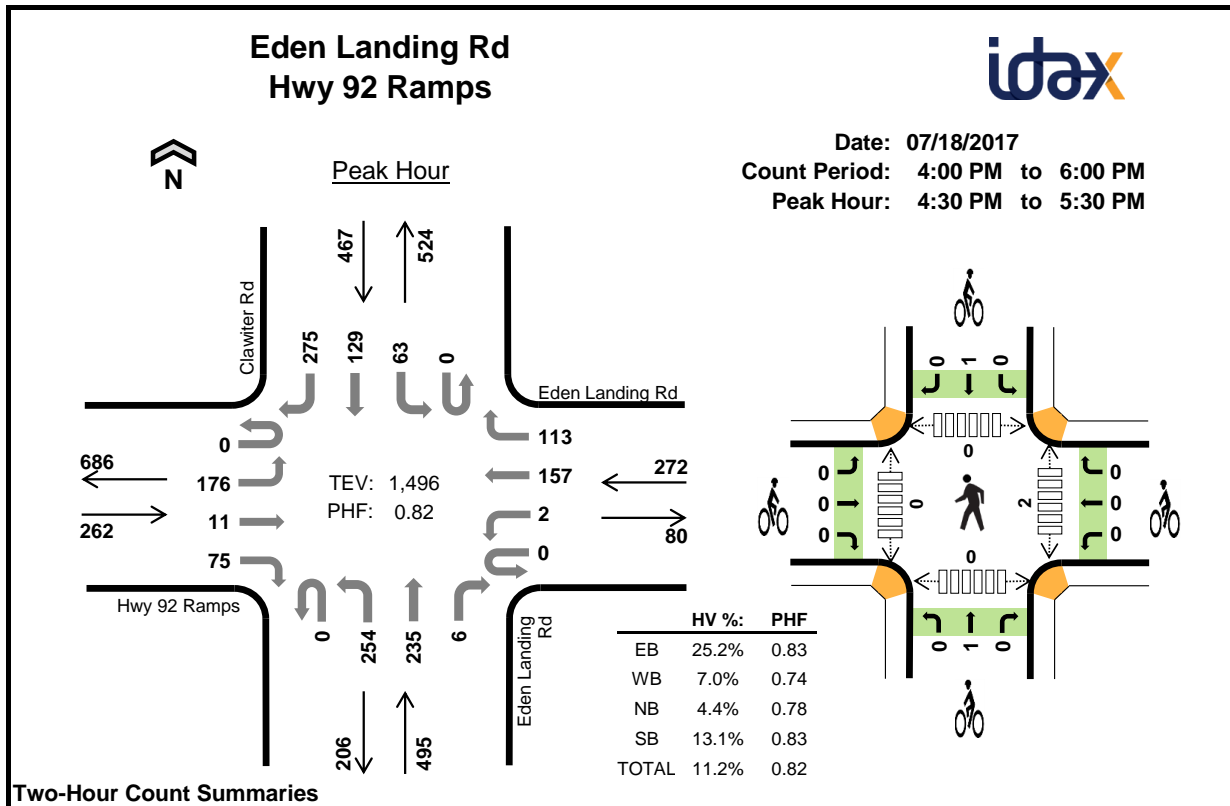 Eden Landing Rd
Hwy 92 Ramps
idax
Date: 07/18/2017
Count Period: 4:00 PM to 6:00 PM
Peak Hour: 4:30 PM to 5:30 PM
N
Peak Hour
467
524
Clawiter Rd
275
129
63
0
Eden Landing Rd
0
113
686
176
TEV: 1,496
157
272
PHF: 0.82
262
11
2
80
75
0
Hwy 92 Ramps
0
254
235
6
Eden Landing
Rd
206
495
HV %: PHF
EB 25.2% 0.83
WB 7.0% 0.74
NB 4.4% 0.78
SB 13.1% 0.83
TOTAL 11.2% 0.82
0 1 0
0
0
0
0
0
2
0
0
0
0
0 1 0
Two-Hour Count Summaries